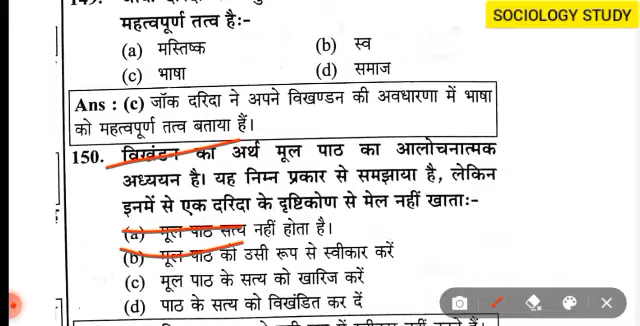 SOCIOLOGY STUDY
महत्वपूर्ण तत्व हैः-
(a) मस्तिष्क (b) स्व
(c) भाषा (d) समाज
Ans : (c) जॉक दरिदा ने अपने विखण्डन की अवधारणा में भाषा
को महत्वपूर्ण तत्व बताया हैं।
150. विखंडन का अर्थ मूल पाठ का आलोचनात्मक
अध्ययन है। यह निम्न प्रकार से समझाया है, लेकिन
इनमें से एक दरिदा के दृष्टिकोण से मेल नहीं खाताः-
(a) मूल पाठ सत्य नहीं होता है।
(b) मूल पाठ को उसी रूप से स्वीकार करें
(c) मूल पाठ के सत्य को खारिज करें
(d) पाठ के सत्य को विखंडित कर दें